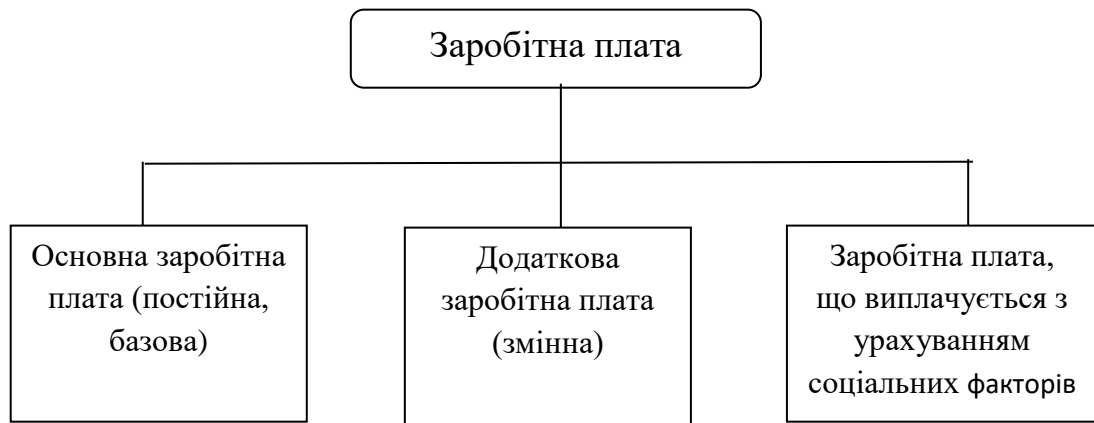 Заробітна плата
Основна заробітна
плата (постійна,
базова)
Додаткова
заробітна плата
(змінна)
Заробітна плата,
що виплачується з
урахуванням
соціальних факторів